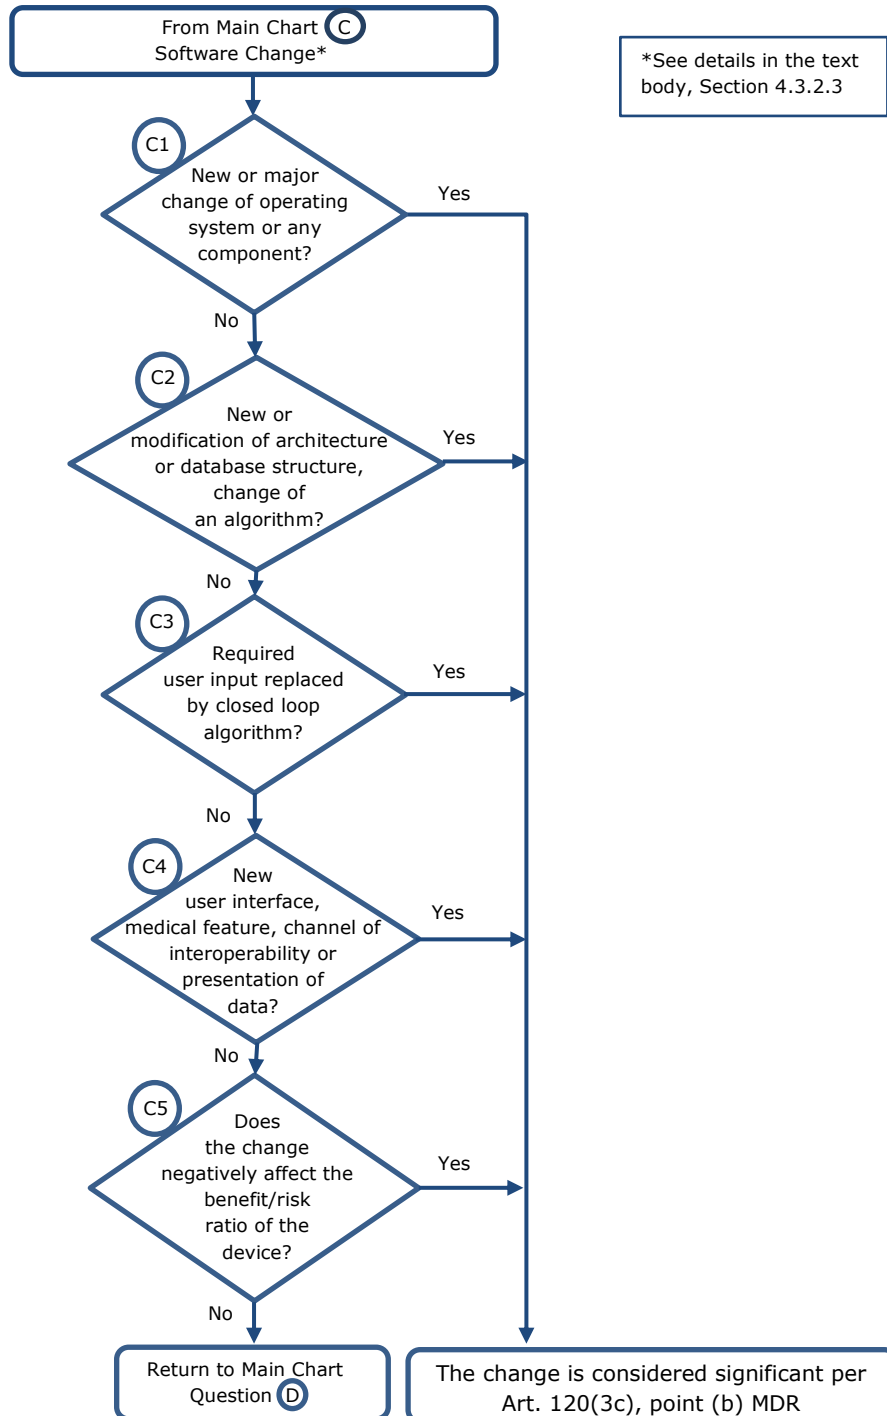 From Main Chart C
Software Change*
*See details in the text
body, Section 4.3.2.3
C1
New or major
change of operating
system or any
component?
Yes
No
C2
New or
modification of architecture
or database structure,
change of
an algorithm?
Yes
No
C3
Required
user input replaced
by closed loop
algorithm?
Yes
No
C4
New
user interface,
medical feature, channel of
interoperability or
presentation of
data?
Yes
No
C5
Does
the change
negatively affect the
benefit/risk
ratio of the
device?
Yes
No
Return to Main Chart
Question D
The change is considered significant per
Art. 120(3c), point (b) MDR